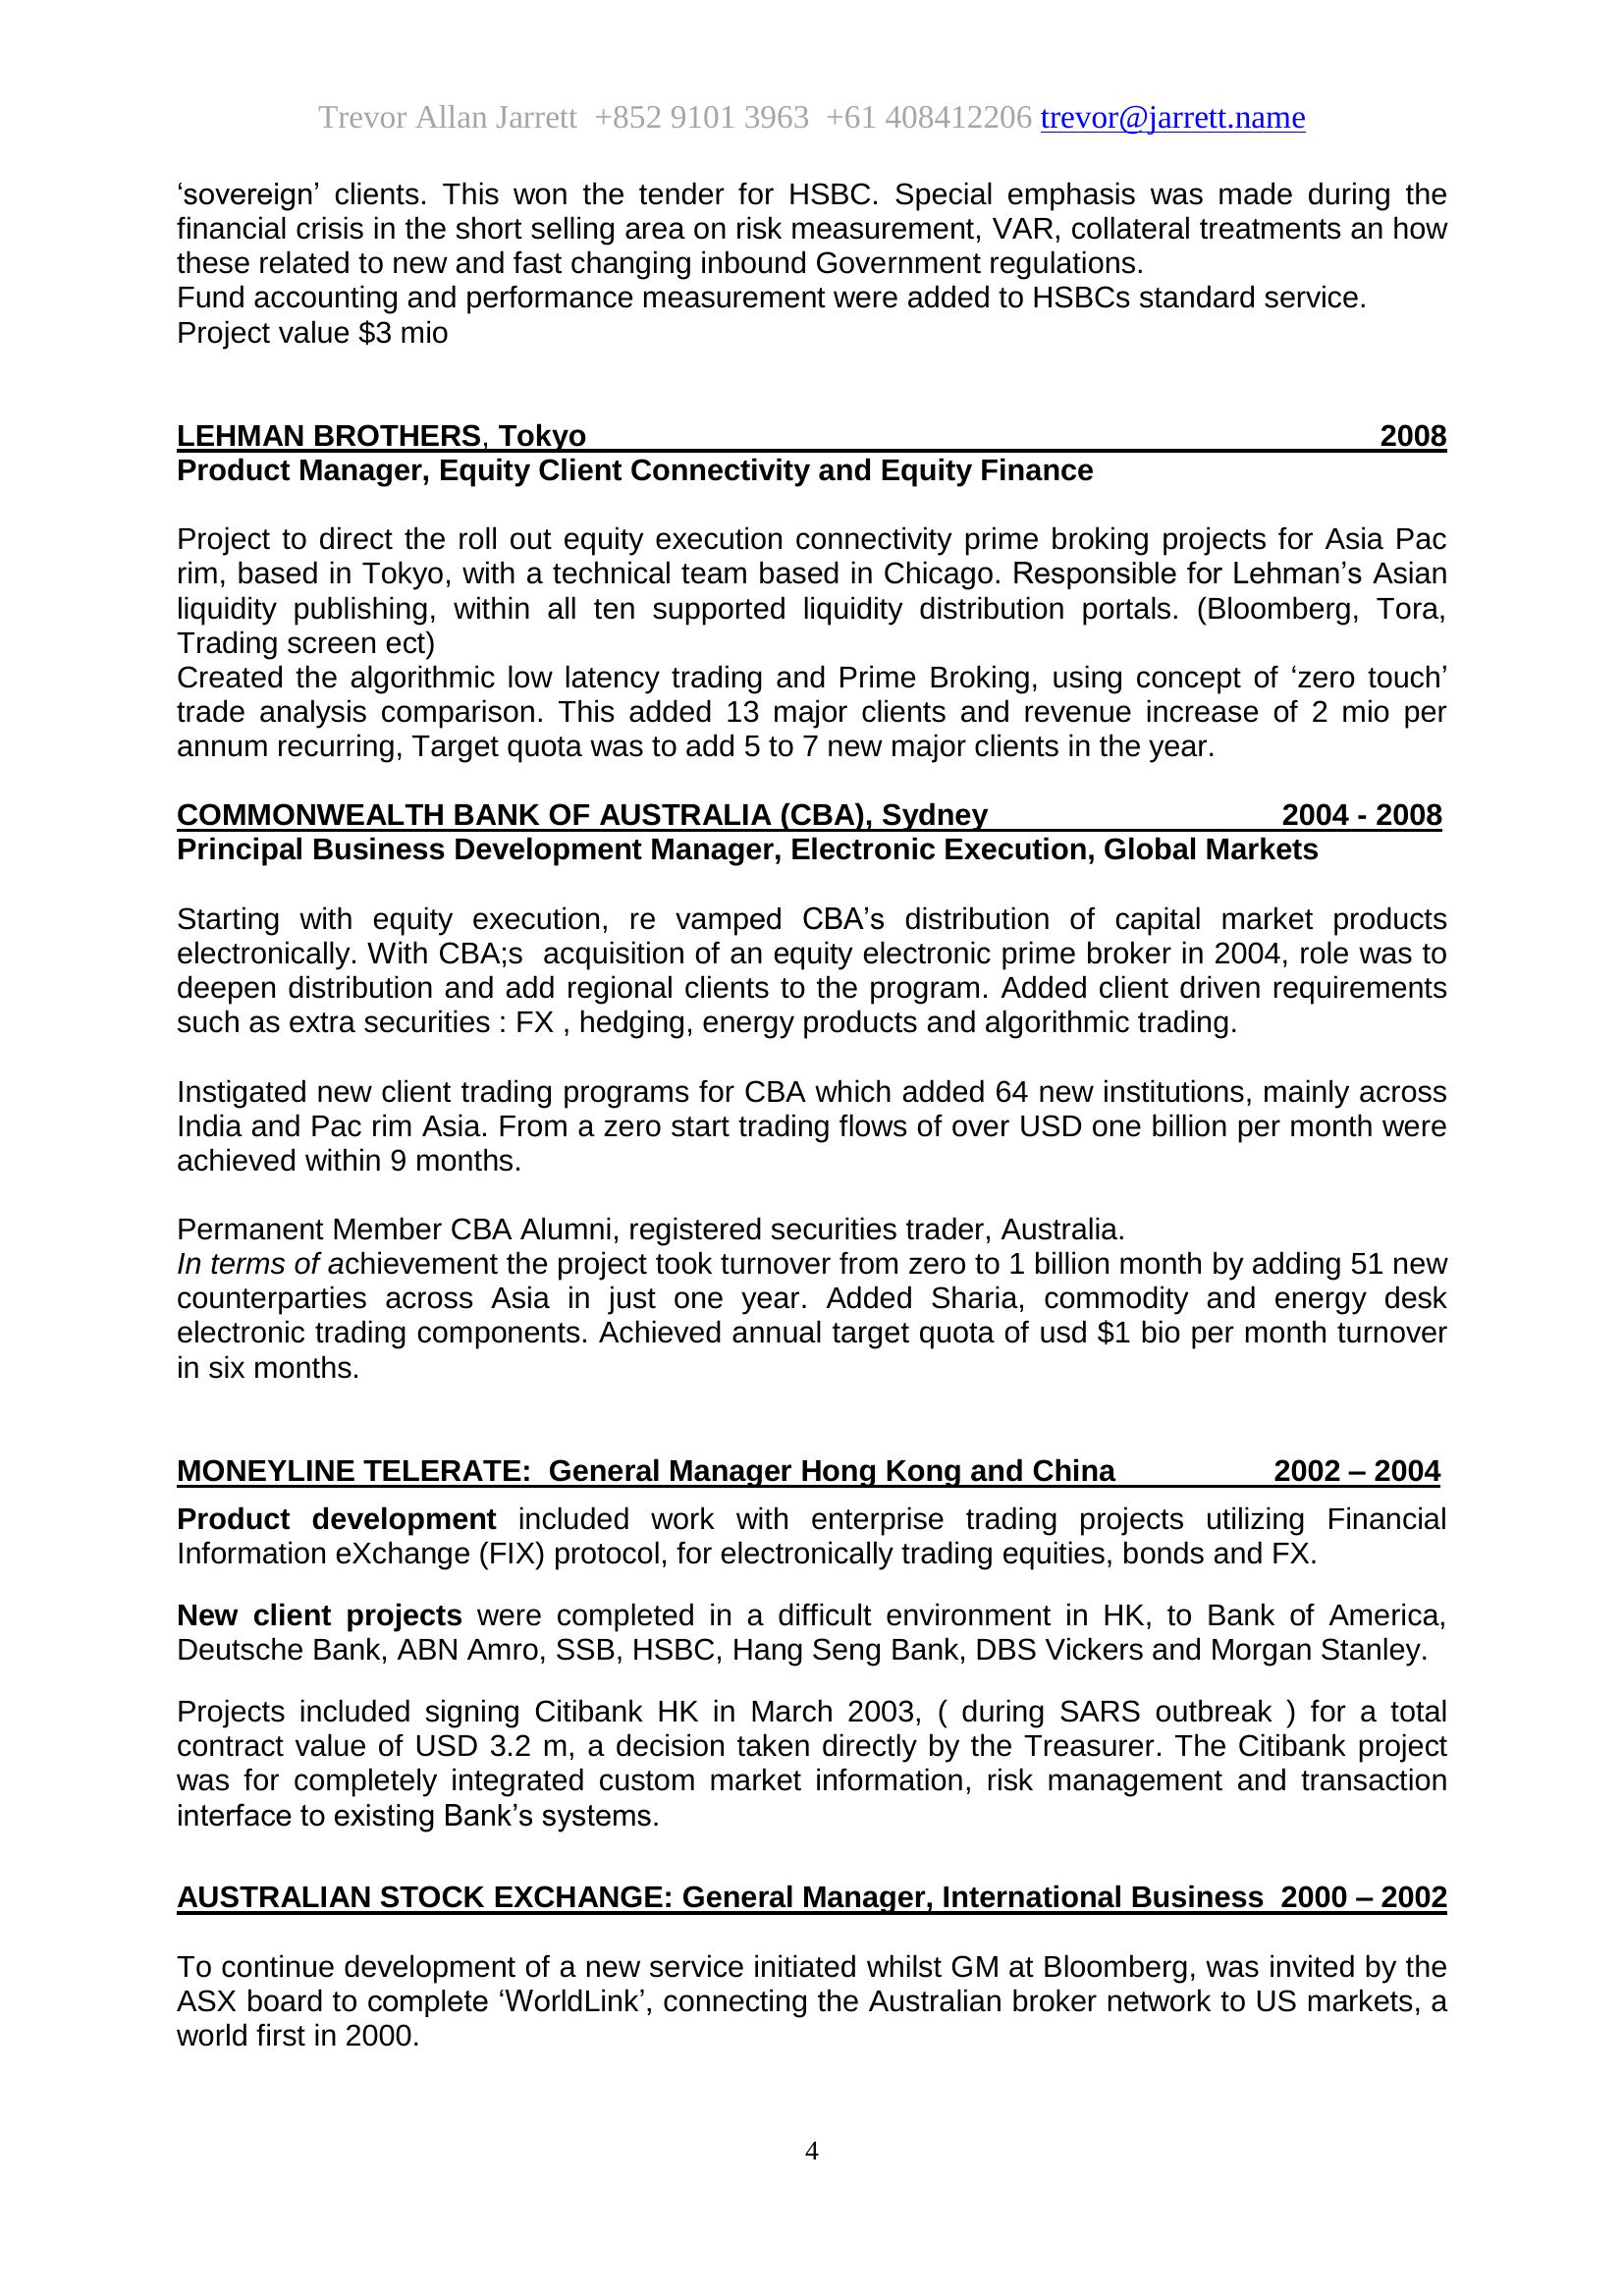 Trevor Allan Jarrett  +852 9101 3963  +61 408412206 trevor@jarrett.name
‘sovereign’ clients. This won the tender for HSBC. Special emphasis was made during the
financial crisis in the short selling area on risk measurement, VAR, collateral treatments an how
these related to new and fast changing inbound Government regulations.
Fund accounting and performance measurement were added to HSBCs standard service.
Project value $3 mio
LEHMAN BROTHERS, Tokyo 2008
Product Manager, Equity Client Connectivity and Equity Finance
Project to direct the roll out equity execution connectivity prime broking projects for Asia Pac
rim, based in Tokyo, with a technical team based in Chicago. Responsible for Lehman’s Asian
liquidity publishing, within all ten supported liquidity distribution portals. (Bloomberg, Tora,
Trading screen ect)
Created the algorithmic low latency trading and Prime Broking, using concept of ‘zero touch’
trade analysis comparison. This added 13 major clients and revenue increase of 2 mio per
annum recurring, Target quota was to add 5 to 7 new major clients in the year.
COMMONWEALTH BANK OF AUSTRALIA (CBA), Sydney 2004 - 2008
Principal Business Development Manager, Electronic Execution, Global Markets
Starting with equity execution, re vamped CBA’s distribution of capital market products
electronically. With CBA;s  acquisition of an equity electronic prime broker in 2004, role was to
deepen distribution and add regional clients to the program. Added client driven requirements
such as extra securities : FX , hedging, energy products and algorithmic trading.
Instigated new client trading programs for CBA which added 64 new institutions, mainly across
India and Pac rim Asia. From a zero start trading flows of over USD one billion per month were
achieved within 9 months.
Permanent Member CBA Alumni, registered securities trader, Australia.
In terms of achievement the project took turnover from zero to 1 billion month by adding 51 new
counterparties across Asia in just one year. Added Sharia, commodity and energy desk
electronic trading components. Achieved annual target quota of usd $1 bio per month turnover
in six months.
MONEYLINE TELERATE:  General Manager Hong Kong and China 2002 – 2004
Product development included work with enterprise trading projects utilizing Financial
Information eXchange (FIX) protocol, for electronically trading equities, bonds and FX.
New client projects were completed in a difficult environment in HK, to Bank of America,
Deutsche Bank, ABN Amro, SSB, HSBC, Hang Seng Bank, DBS Vickers and Morgan Stanley.
Projects included signing Citibank HK in March 2003, ( during SARS outbreak ) for a total
contract value of USD 3.2 m, a decision taken directly by the Treasurer. The Citibank project
was for completely integrated custom market information, risk management and transaction
interface to existing Bank’s systems.
AUSTRALIAN STOCK EXCHANGE: General Manager, International Business  2000 – 2002
To continue development of a new service initiated whilst GM at Bloomberg, was invited by the
ASX board to complete ‘WorldLink’, connecting the Australian broker network to US markets, a
world first in 2000.
4